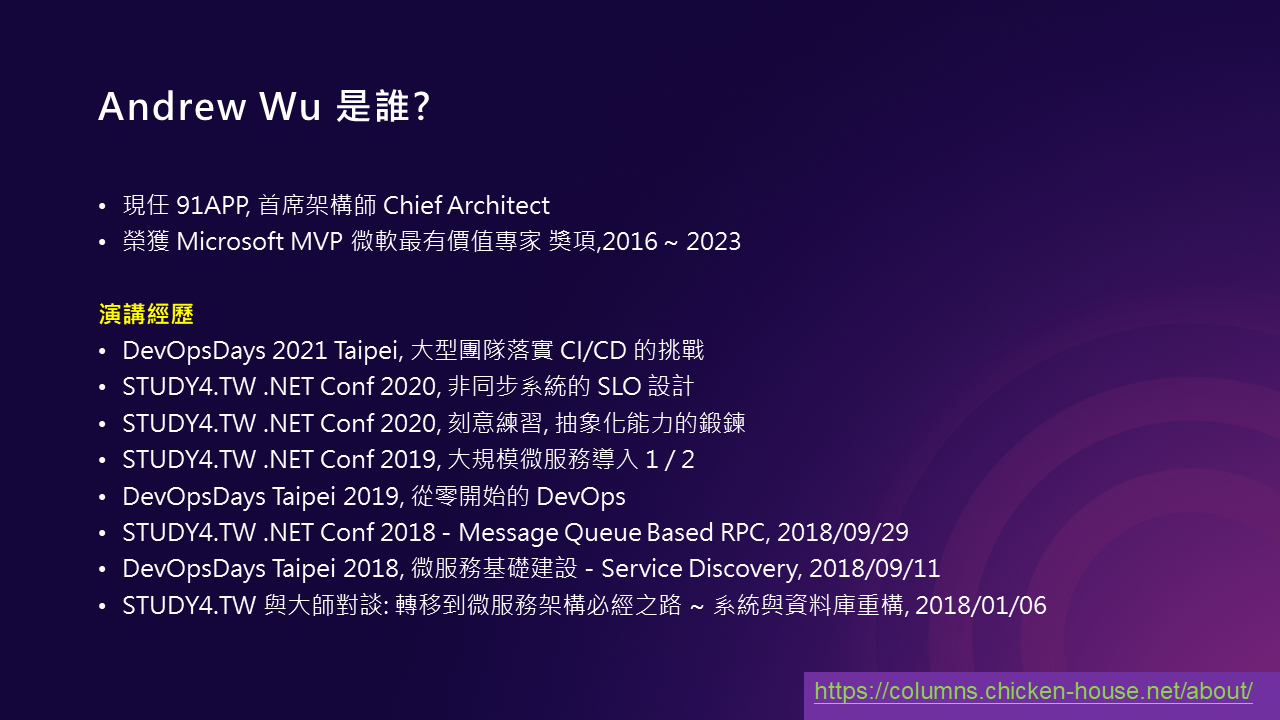 Andrew Wu 是誰?
• 現任 91APP, 首席架構師 Chief Architect
• 榮獲 Microsoft MVP 微軟最有價值專家 獎項,2016 ~ 2023
演講經歷
• DevOpsDays 2021 Taipei, 大型團隊落實 CI/CD 的挑戰
• STUDY4.TW .NET Conf 2020, 非同步系統的 SLO 設計
• STUDY4.TW .NET Conf 2020, 刻意練習, 抽象化能力的鍛鍊
• STUDY4.TW .NET Conf 2019, 大規模微服務導入 1 / 2
• DevOpsDays Taipei 2019, 從零開始的 DevOps
• STUDY4.TW .NET Conf 2018 - Message Queue Based RPC, 2018/09/29
• DevOpsDays Taipei 2018, 微服務基礎建設 - Service Discovery, 2018/09/11
• STUDY4.TW 與大師對談: 轉移到微服務架構必經之路 ~ 系統與資料庫重構, 2018/01/06
https://columns.chicken-house.net/about/